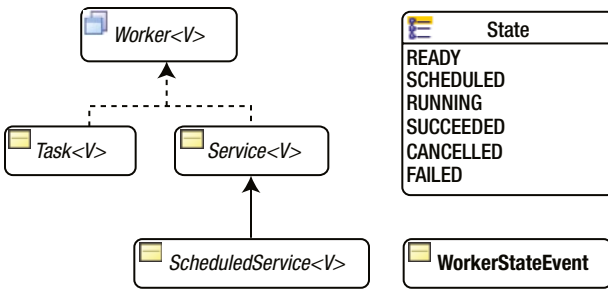 Worker<V>
Task<V>
Service<V>
ScheduledService<V>
State
READY
SCHEDULED
RUNNING
SUCCEEDED
CANCELLED
FAILED
WorkerStateEvent